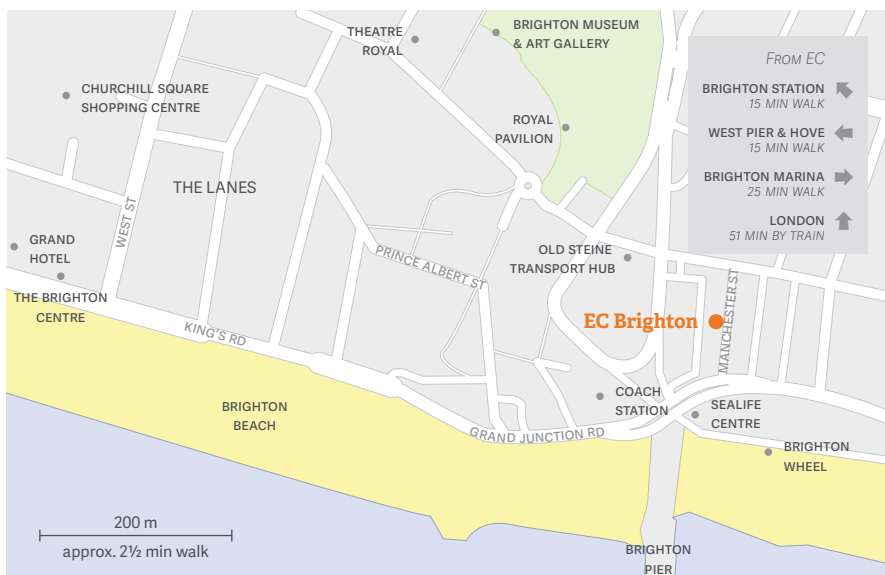 THEATRE
ROYAL
BRIGHTON MUSEUM
& ART GALLERY
CHURCHILL SQUARE
SHOPPING CENTRE
ROYAL
PAVILION
FROM EC
BRIGHTON STATION
15 MIN WALK
WEST PIER & HOVE
15 MIN WALK
BRIGHTON MARINA
25 MIN WALK
LONDON
51 MIN BY TRAIN
THE LANES
WEST ST
GRAND
HOTEL
THE BRIGHTON
CENTRE
PRINCE ALBERT ST
OLD STEINE
TRANSPORT HUB
EC Brighton
MANCHESTER ST
KING'S RD
BRIGHTON
BEACH
COACH
STATION
SEALIFE
CENTRE
GRAND JUNCTION RD
BRIGHTON
WHEEL
200 m
approx. 2½ min walk
BRIGHTON
PIER